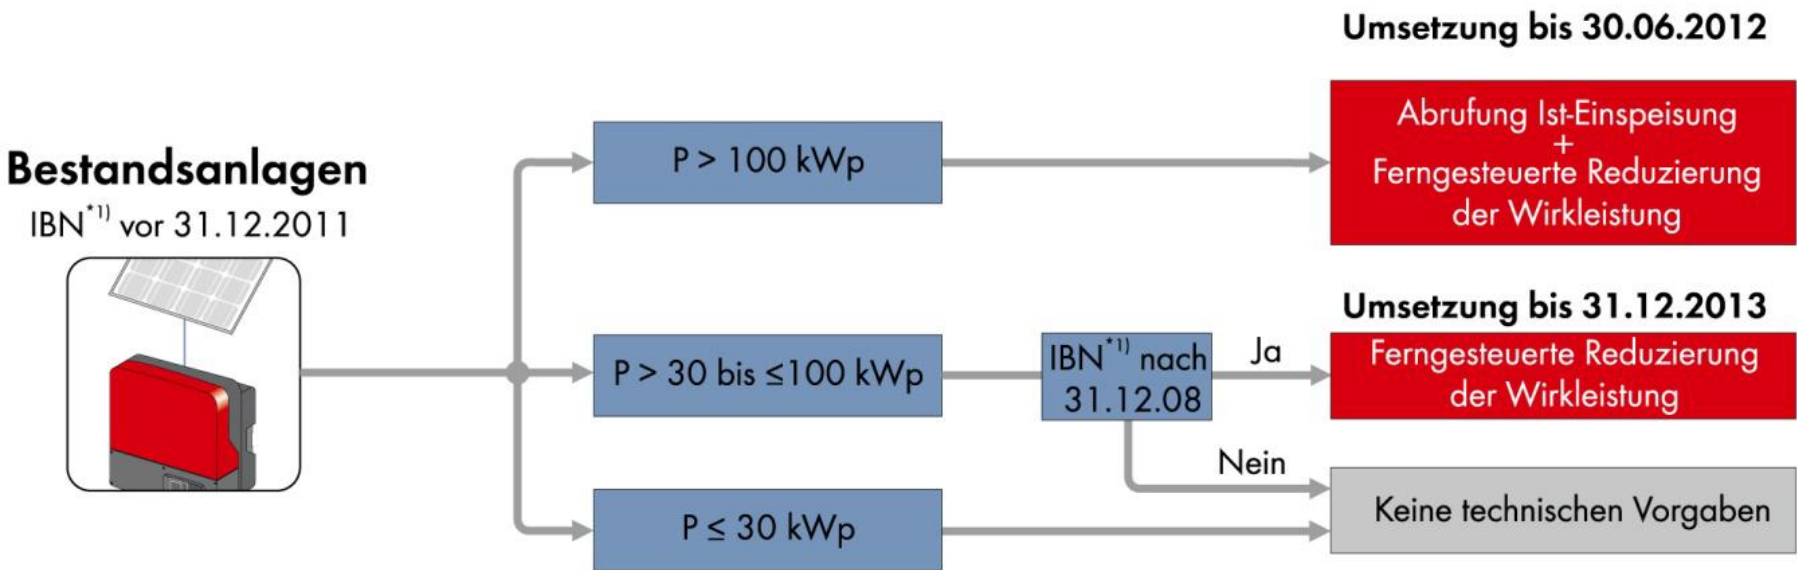 Bestandsanlagen
IBN*1) vor 31.12.2011
P > 100 kWp
Umsetzung bis 30.06.2012
Abrufung Ist-Einspeisung
+
Ferngesteuerte Reduzierung
der Wirkleistung
P > 30 bis ≤100 kWp
IBN*1) nach
31.12.08
Ja
Umsetzung bis 31.12.2013
Ferngesteuerte Reduzierung
der Wirkleistung
Nein
P ≤ 30 kWp
Keine technischen Vorgaben